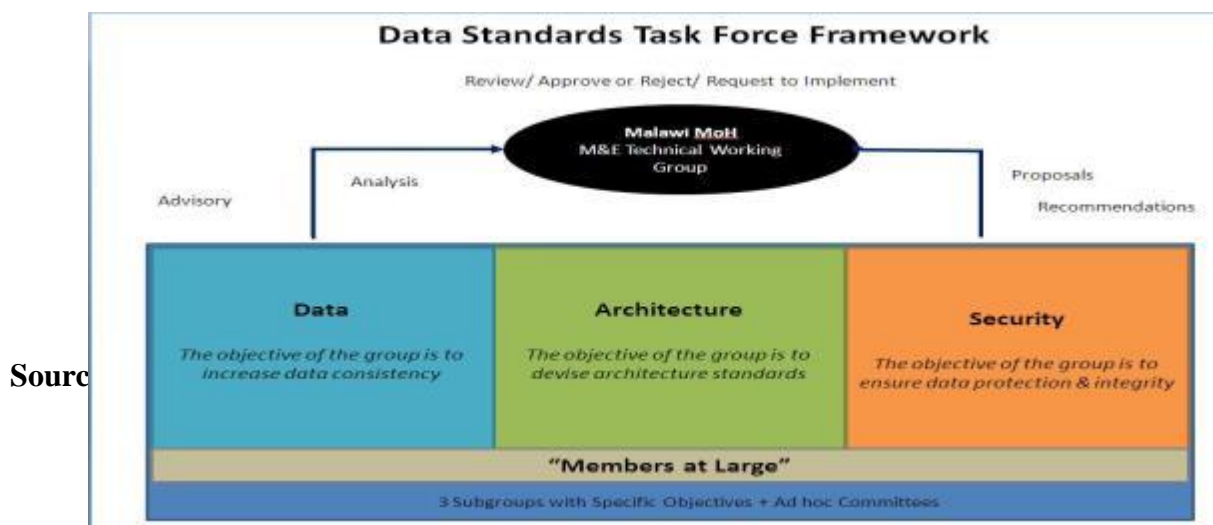 Data Standards Task Force Framework
Review/ Approve or Reject/ Request to Implement
Malawi MoH
M&E Technical Working
Group
Analysis
Advisory
Proposals
Recommendations
Data
The objective of the group is to
increase data consistency
Architecture
The objective of the group is to
devise architecture standards
Security
The objective of the group is to
ensure data protection & integrity
Sourc
"Members at Large"
3 Subgroups with Specific Objectives + Ad hoc Committees